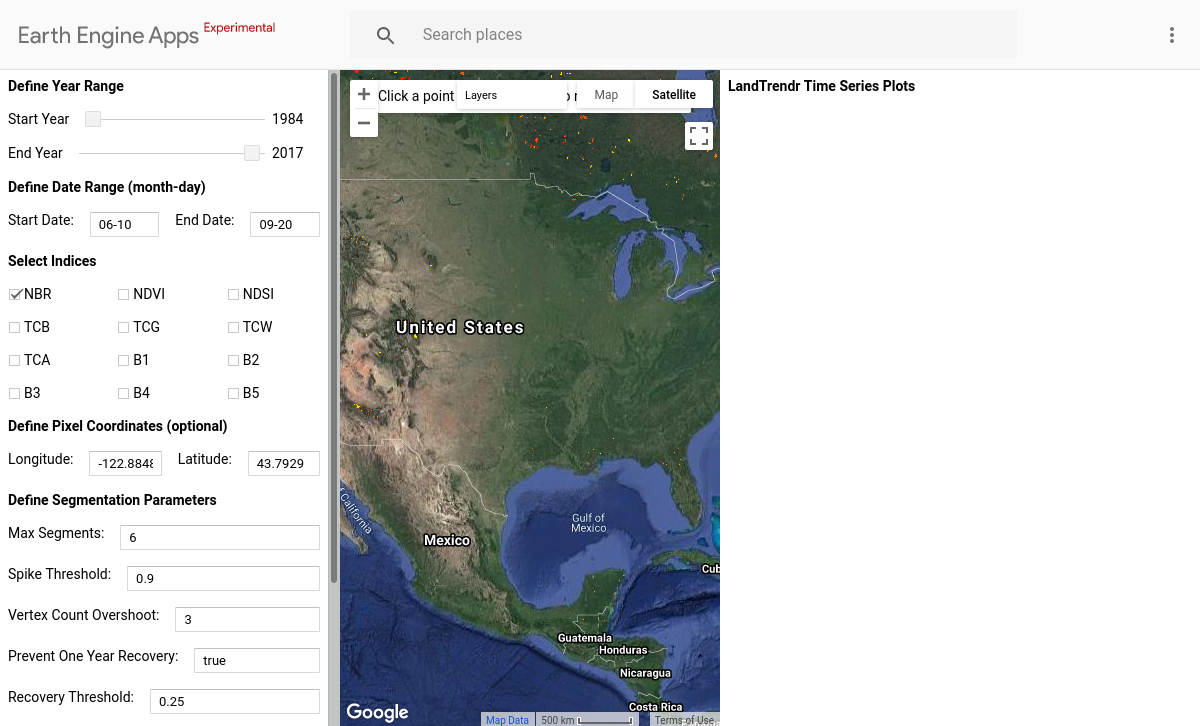 Earth Engine Apps Experimental
Search places
Define Year Range
Start Year 1984
End Year 2017
Define Date Range (month-day)
Start Date: 06-10 End Date: 09-20
Select Indices
NBR NDVI NDSI
TCB TCG TCW
TCA B1 B2
B3 B4 B5
Define Pixel Coordinates (optional)
Longitude: -122.884 Latitude: 43.7929
Define Segmentation Parameters
Max Segments: 6
Spike Threshold: 0.9
Vertex Count Overshoot: 3
Prevent One Year Recovery: true
Recovery Threshold: 0.25
Click a point
Layers
Map
Satellite
United States
California
Gulf of
Mexico
Mexico
Cub
Guatemala
Honduras
Nicaragua
Costa Rica
Google
Map Data
500 km
Terms of Use
LandTrendr Time Series Plots